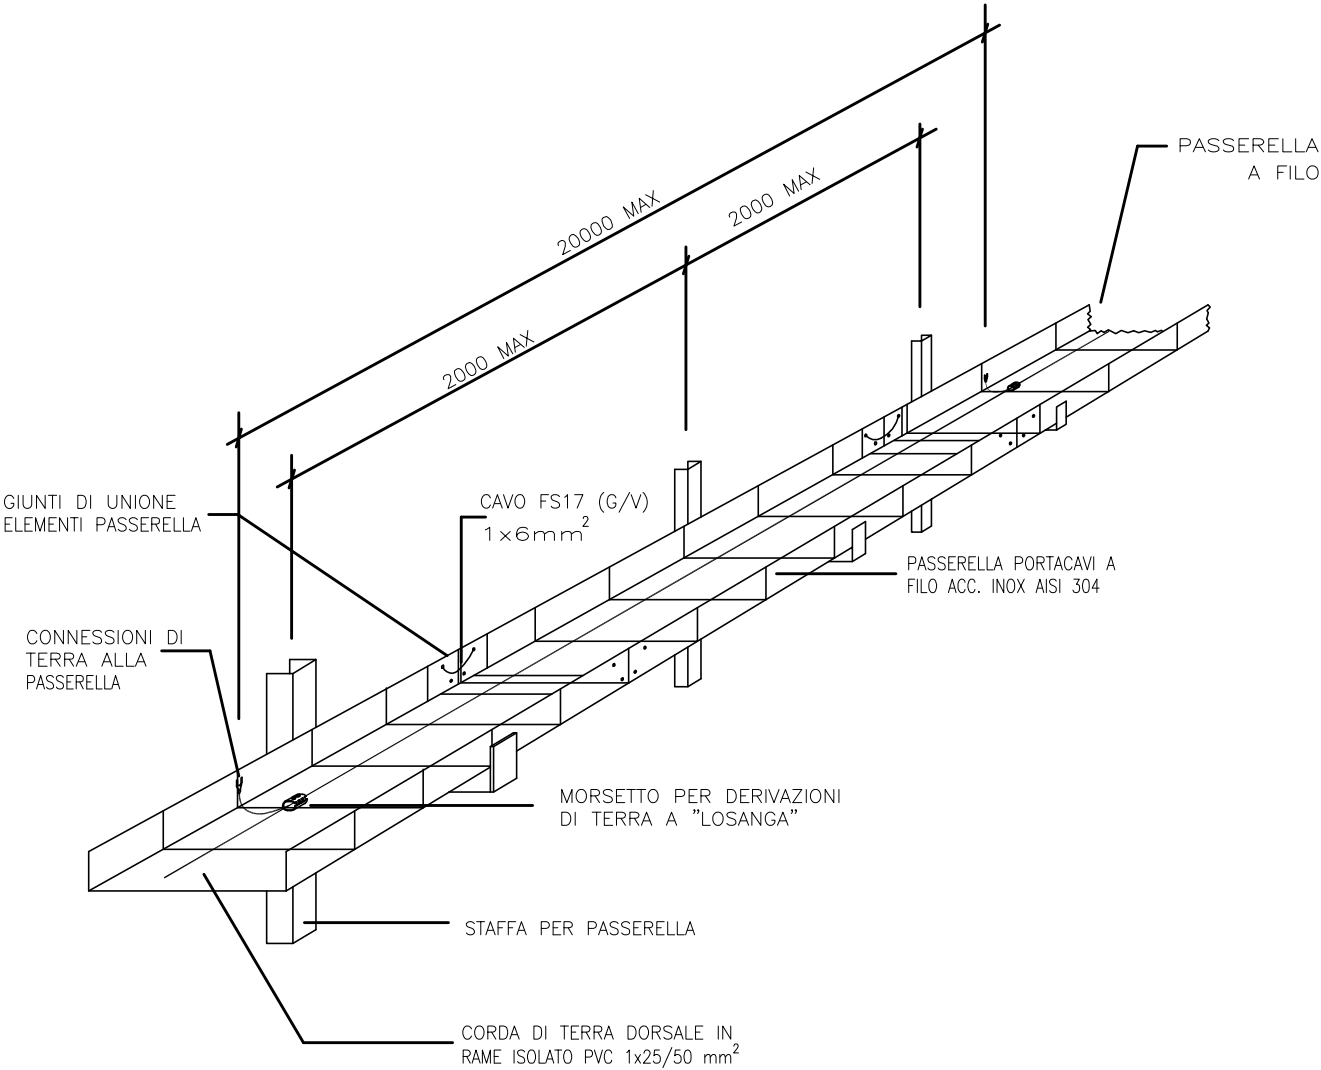 PASSERELLA
A FILO
20000 MAX
2000 MAX
2000 MAX
GIUNTI DI UNIONE
ELEMENTI PASSERELLA
CAVO FS17 (G/V)
1x6mm²
PASSERELLA PORTACAVI A
FILO ACC. INOX AISI 304
CONNESSIONI DI
TERRA ALLA
PASSERELLA
MORSETTO PER DERIVAZIONI
DI TERRA A ”LOSANGA”
STAFFA PER PASSERELLA
CORDA DI TERRA DORSALE IN
RAME ISOLATO PVC 1x25/50 mm²